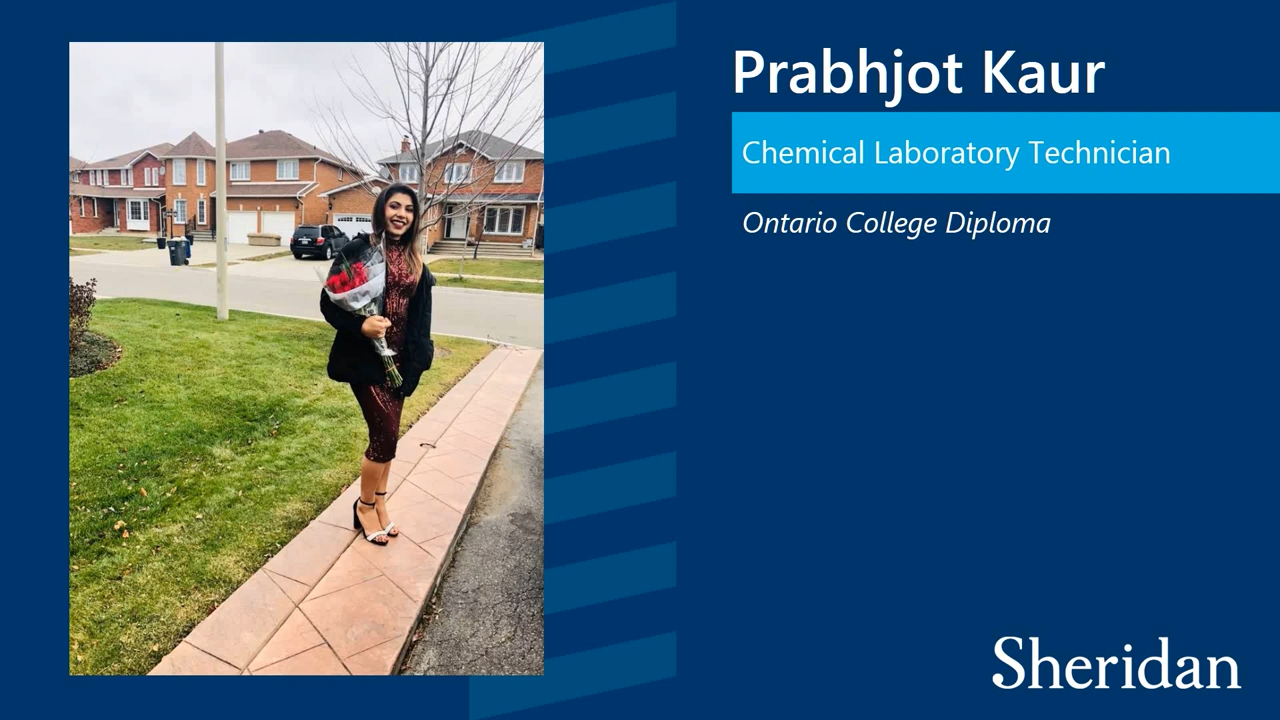 Prabhjot Kaur
Chemical Laboratory Technician
Ontario College Diploma
Sheridan